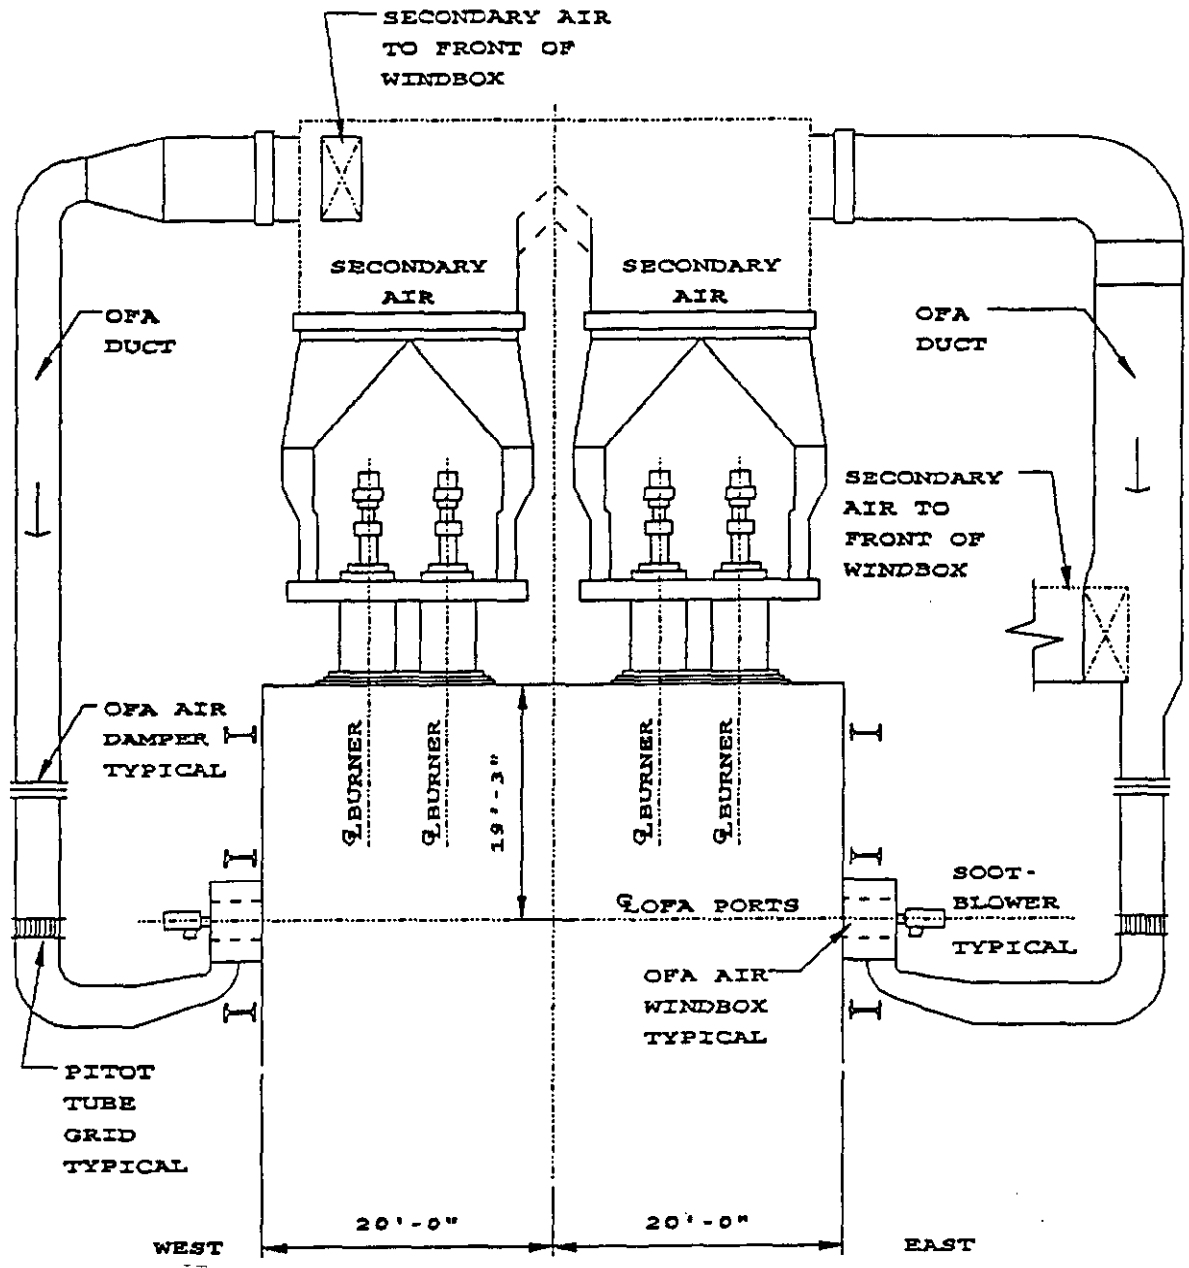 SECONDARY AIR
TO FRONT OF
WINDBOX
SECONDARY
AIR
SECONDARY
AIR
OFA
DUCT
OFA
DUCT
SECONDARY
AIR TO
FRONT OF
WINDBOX
OFA AIR
DAMPER
TYPICAL
℄ BURNER
℄ BURNER
19'-3"
℄ BURNER
℄ BURNER
℄ OFA PORTS
SOOT-
BLOWER
TYPICAL
OFA AIR
WINDBOX
TYPICAL
PITOT
TUBE
GRID
TYPICAL
20'-0"
20'-0"
WEST
EAST